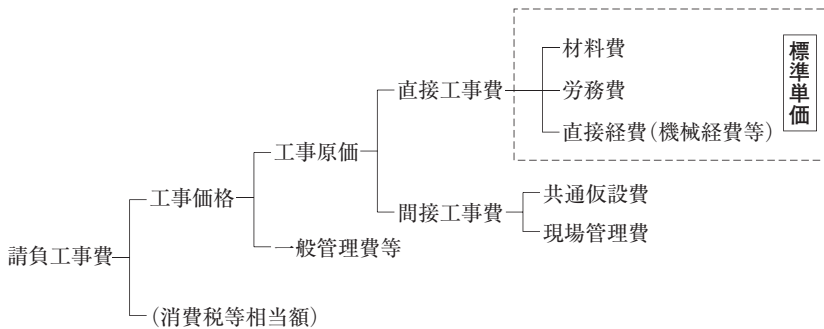 請負工事費
工事価格
(消費税等相当額)
工事原価
一般管理費等
直接工事費
間接工事費
材料費
労務費
直接経費(機械経費等)
共通仮設費
現場管理費
標準単価